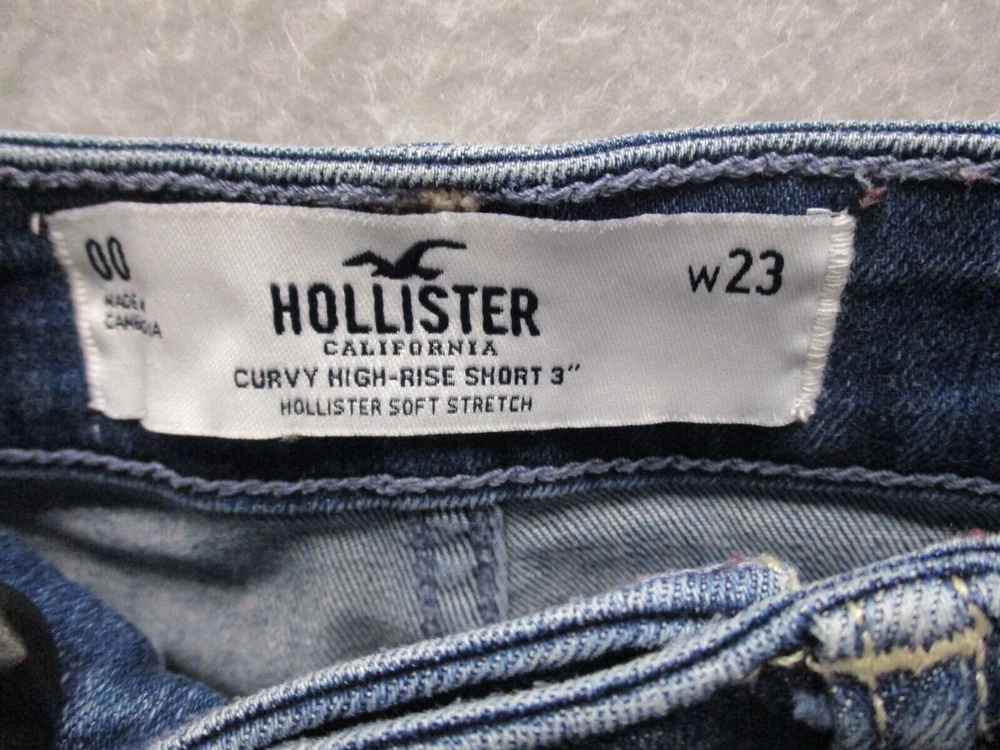 00
MADE IN
CAMBODIA
HOLLISTER
CALIFORNIA
CURVY HIGH-RISE SHORT 3"
HOLLISTER SOFT STRETCH
W23